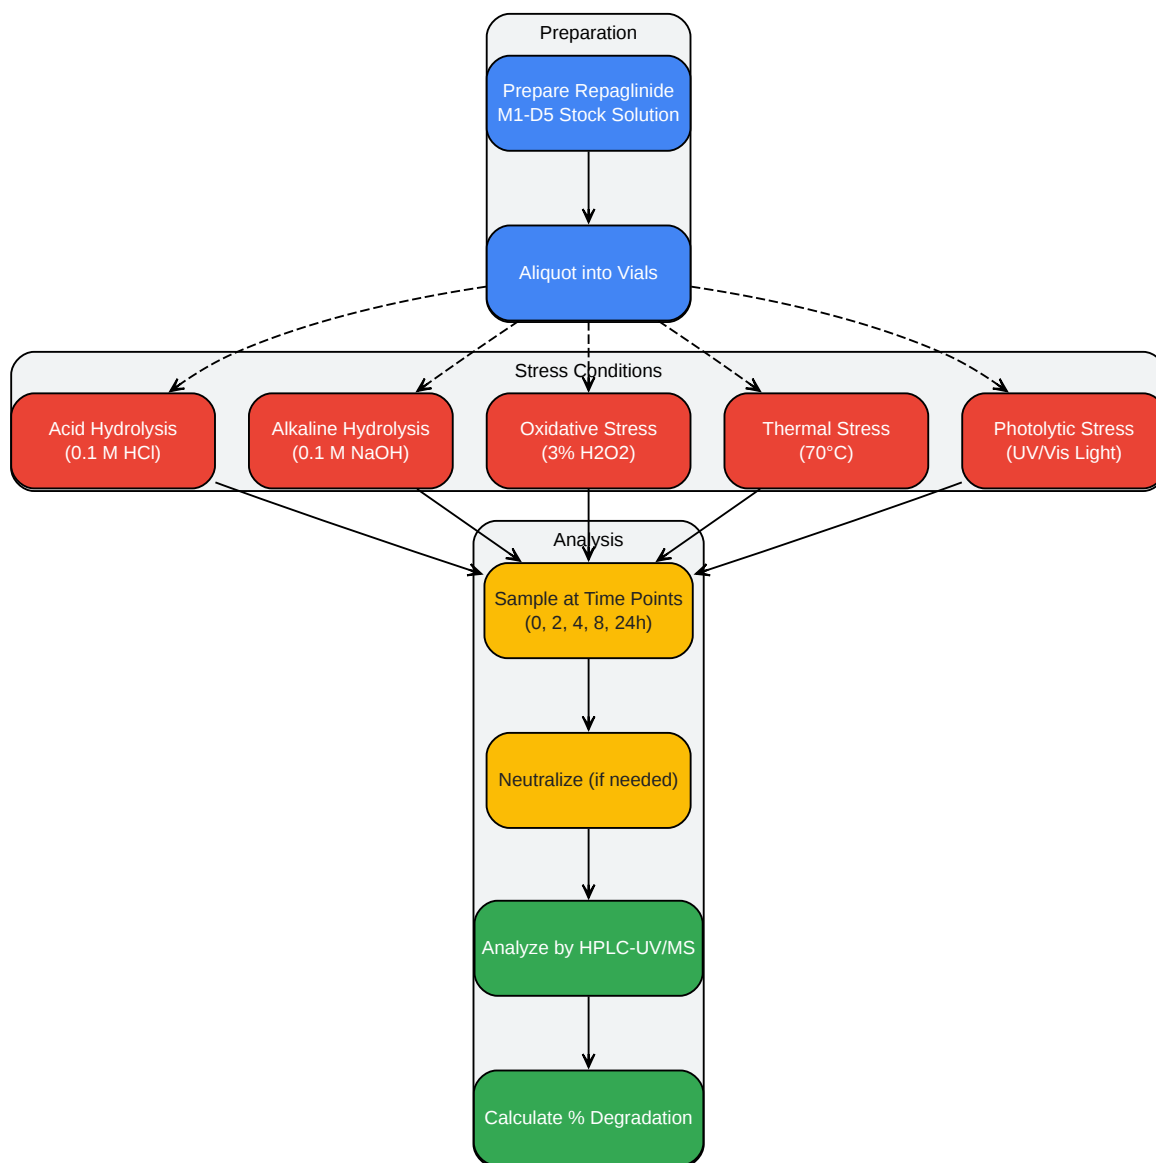 Preparation
Prepare Repaglinide
M1-D5 Stock Solution
Aliquot into Vials
Stress Conditions
Acid Hydrolysis
(0.1 M HCl)
Alkaline Hydrolysis
(0.1 M NaOH)
Oxidative Stress
(3% H2O2)
Thermal Stress
(70°C)
Photolytic Stress
(UV/Vis Light)
Analysis
Sample at Time Points
(0, 2, 4, 8, 24h)
Neutralize (if needed)
Analyze by HPLC-UV/MS
Calculate % Degradation